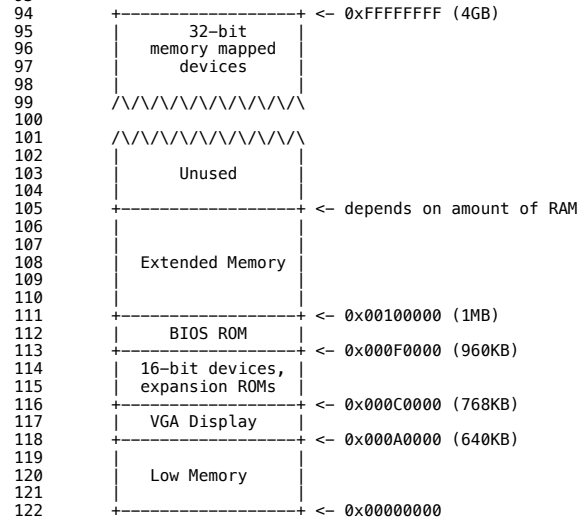 94         +------------------+ <- 0xFFFFFFFF (4GB)
95         |      32-bit      |
96         |  memory mapped   |
97         |     devices      |
98         |                  |
99         /\/\/\/\/\/\/\/\/\/\
100
101        /\/\/\/\/\/\/\/\/\/\
102        |                  |
103        |      Unused      |
104        |                  |
105        +------------------+ <- depends on amount of RAM
106        |                  |
107        |                  |
108        | Extended Memory  |
109        |                  |
110        |                  |
111        +------------------+ <- 0x00100000 (1MB)
112        |     BIOS ROM     |
113        +------------------+ <- 0x000F0000 (960KB)
114        |  16-bit devices, |
115        |  expansion ROMs  |
116        +------------------+ <- 0x000C0000 (768KB)
117        |   VGA Display    |
118        +------------------+ <- 0x000A0000 (640KB)
119        |                  |
120        |    Low Memory    |
121        |                  |
122        +------------------+ <- 0x00000000